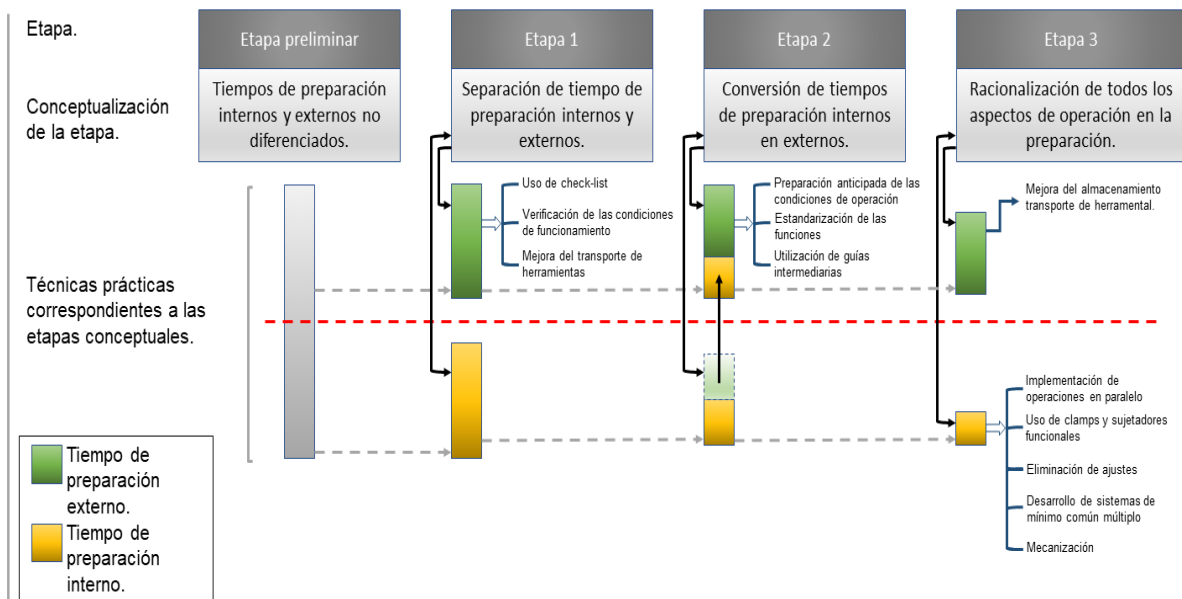 Etapa.
Etapa preliminar
Etapa 1
Etapa 2
Etapa 3
Conceptualización
de la etapa.
Tiempos de preparación
internos y externos no
diferenciados.
Separación de tiempo de
preparación internos y
externos.
Conversión de tiempos
de preparación internos
en externos.
Racionalización de todos los
aspectos de operación en la
preparación.
Técnicas prácticas
correspondientes a las
etapas conceptuales.
Uso de check-list
Verificación de las condiciones
de funcionamiento
Mejora del transporte de
herramientas
Preparación anticipada de las
condiciones de operación
Estandarización de las
funciones
Utilización de guías
intermediarias
Mejora del almacenamiento
transporte de herramental.
Implementación de
operaciones en paralelo
Uso de clamps y sujetadores
funcionales
Eliminación de ajustes
Desarrollo de sistemas de
mínimo común múltiplo
Mecanización
Tiempo de
preparación
externo.
Tiempo de
preparación
interno.